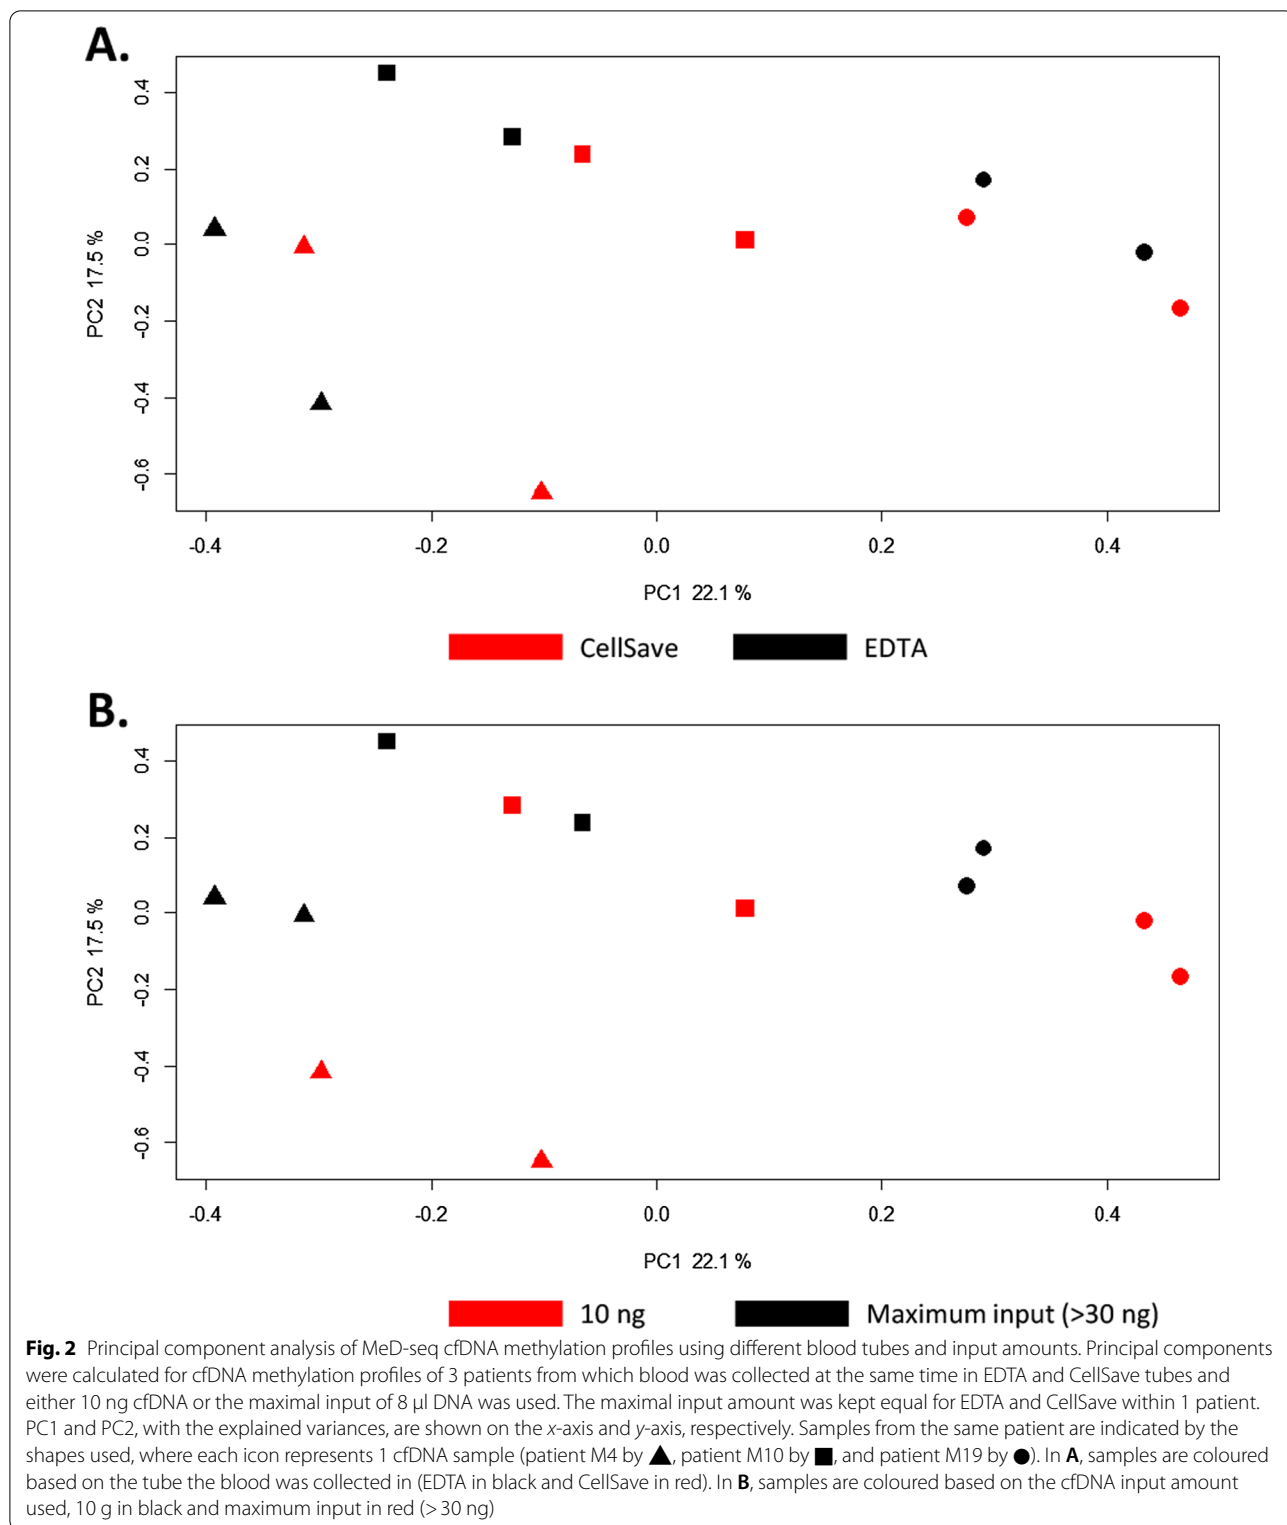 A.
0.4
0.2
0.0
-0.2
-0.4
-0.6
PC2 17.5 %
-0.4 -0.2 0.0 0.2 0.4
PC1 22.1 %
CellSave EDTA
B.
0.4
0.2
0.0
-0.2
-0.4
-0.6
PC2 17.5 %
-0.4 -0.2 0.0 0.2 0.4
PC1 22.1 %
10 ng Maximum input (>30 ng)
Fig. 2 Principal component analysis of MeD-seq cfDNA methylation profiles using different blood tubes and input amounts. Principal components
were calculated for cfDNA methylation profiles of 3 patients from which blood was collected at the same time in EDTA and CellSave tubes and
either 10 ng cfDNA or the maximal input of 8 µl DNA was used. The maximal input amount was kept equal for EDTA and CellSave within 1 patient.
PC1 and PC2, with the explained variances, are shown on the x-axis and y-axis, respectively. Samples from the same patient are indicated by the
shapes used, where each icon represents 1 cfDNA sample (patient M4 by ▲, patient M10 by ■, and patient M19 by ●). In A, samples are coloured
based on the tube the blood was collected in (EDTA in black and CellSave in red). In B, samples are coloured based on the cfDNA input amount
used, 10 g in black and maximum input in red (> 30 ng)